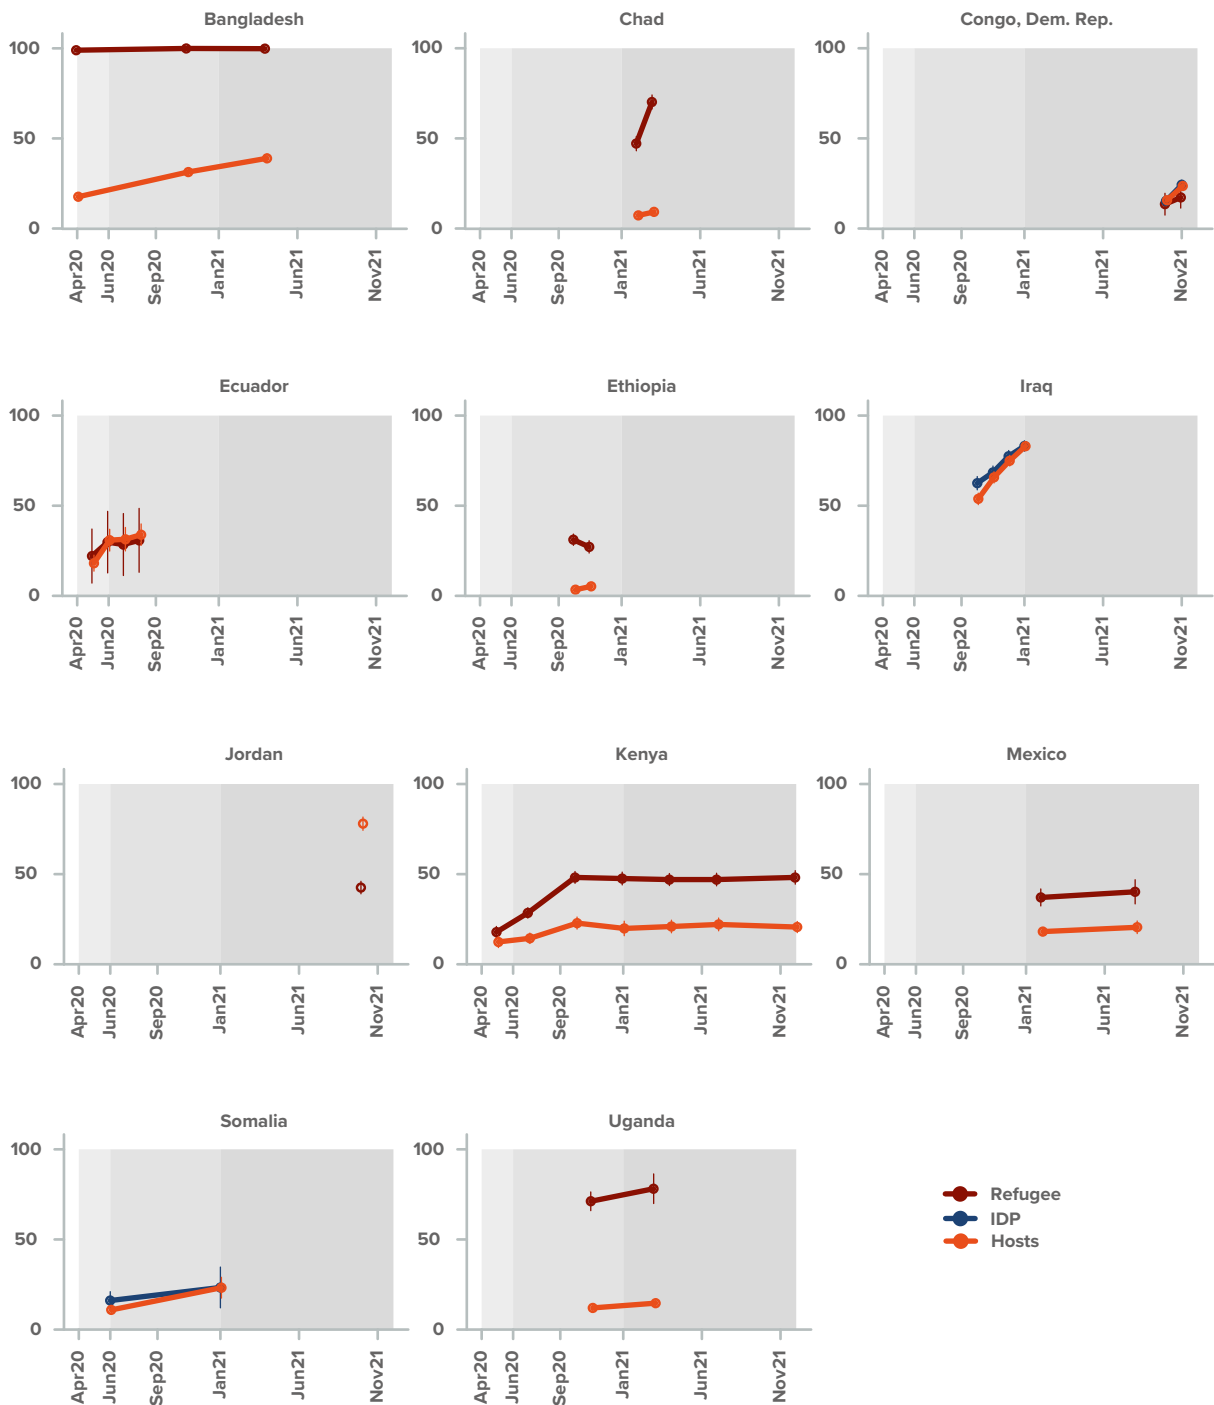 Bangladesh
100
50
0
Apr20
Jun20
Sep20
Jan21
Jun21
Nov21
Chad
100
50
0
Apr20
Jun20
Sep20
Jan21
Jun21
Nov21
Congo, Dem. Rep.
100
50
0
Apr20
Jun20
Sep20
Jan21
Jun21
Nov21
Ecuador
100
50
0
Apr20
Jun20
Sep20
Jan21
Jun21
Nov21
Ethiopia
100
50
0
Apr20
Jun20
Sep20
Jan21
Jun21
Nov21
Iraq
100
50
0
Apr20
Jun20
Sep20
Jan21
Jun21
Nov21
Jordan
100
50
0
Apr20
Jun20
Sep20
Jan21
Jun21
Nov21
Kenya
100
50
0
Apr20
Jun20
Sep20
Jan21
Jun21
Nov21
Mexico
100
50
0
Apr20
Jun20
Sep20
Jan21
Jun21
Nov21
Somalia
100
50
0
Apr20
Jun20
Sep20
Jan21
Jun21
Nov21
Uganda
100
50
0
Apr20
Jun20
Sep20
Jan21
Jun21
Nov21
Refugee
IDP
Hosts